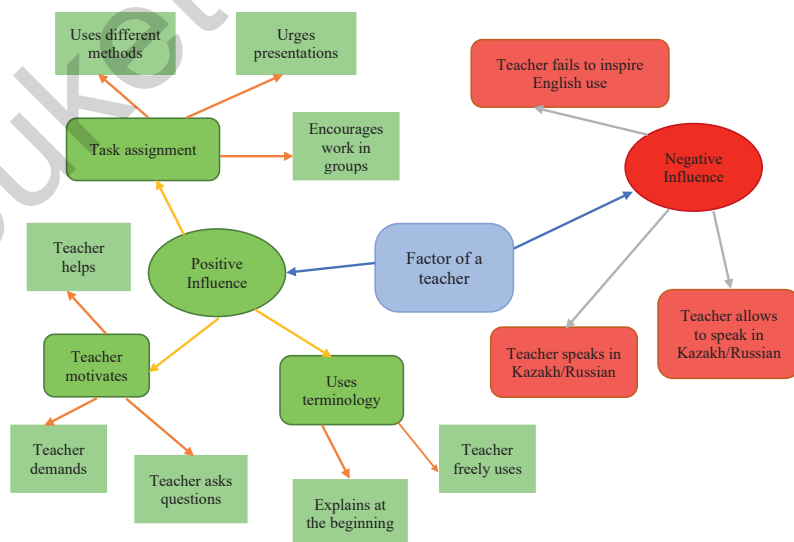 Uses different
methods
Urges
presentations
Teacher fails to inspire
English use
Task assignment
Encourages
work in
groups
Negative
Influence
Teacher
helps
Positive
Influence
Factor of a
teacher
Teacher
motivates
Uses
terminology
Teacher speaks in
Kazakh/Russian
Teacher allows
to speak in
Kazakh/Russian
Teacher
demands
Teacher asks
questions
Explains at
the beginning
Teacher
freely uses